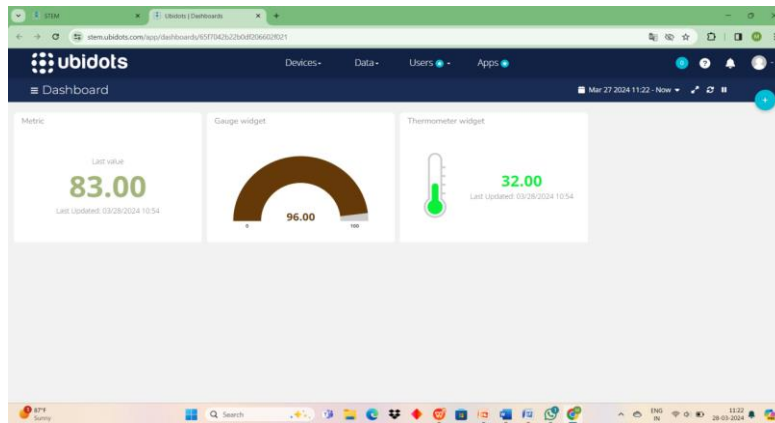 STEM
Ubidots | Dashboards
stem.ubidots.com/app/dashboards/65f7042b22b0df206602f021
ubidots
Devices
Data
Users
Apps
Dashboard
Mar 27 2024 11:22 - Now
Metric
Last value
83.00
Last Updated: 03/28/2024 10:54
Gauge widget
96.00
0
100
Thermometer widget
32.00
Last Updated: 03/28/2024 10:54
87°F
Sunny
Search
ENG
IN
11:22
28-03-2024